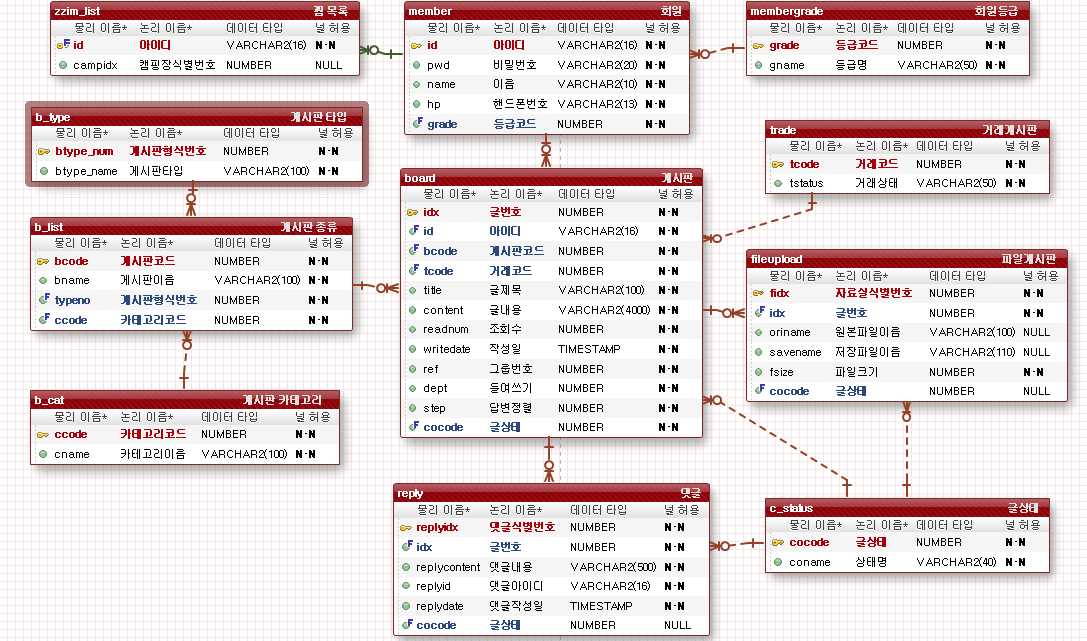 zzim_list 찜 목록
물리 이름* 논리 이름* 데이터 타입 널 허용
id 아이디 VARCHAR2(16) N-N
campidx 캠핑장식별번호 NUMBER NULL
member 회원
물리 이름* 논리 이름* 데이터 타입 널 허용
id 아이디 VARCHAR2(16) N-N
pwd 비밀번호 VARCHAR2(20) N-N
name 이름 VARCHAR2(10) N-N
hp 핸드폰번호 VARCHAR2(13) N-N
grade 등급코드 NUMBER N-N
membergrade 회원등급
물리 이름* 논리 이름* 데이터 타입 널 허용
grade 등급코드 NUMBER N-N
gname 등급명 VARCHAR2(50) N-N
b_type 게시판 타입
물리 이름* 논리 이름* 데이터 타입 널 허용
btype_num 게시판형식번호 NUMBER N-N
btype_name 게시판타입 VARCHAR2(100) N-N
trade 거래게시판
물리 이름* 논리 이름* 데이터 타입 널 허용
tcode 거래코드 NUMBER N-N
tstatus 거래상태 VARCHAR2(50) N-N
board 게시판
물리 이름* 논리 이름* 데이터 타입 널 허용
idx 글번호 NUMBER N-N
id 아이디 VARCHAR2(16) N-N
bcode 게시판코드 NUMBER N-N
tcode 거래코드 NUMBER N-N
title 글제목 VARCHAR2(100) N-N
content 글내용 VARCHAR2(4000) N-N
readnum 조회수 NUMBER N-N
writedate 작성일 TIMESTAMP N-N
ref 그룹번호 NUMBER N-N
dept 들여쓰기 NUMBER N-N
step 답변정렬 NUMBER N-N
cocode 글상태 NUMBER N-N
b_list 게시판 종류
물리 이름* 논리 이름* 데이터 타입 널 허용
bcode 게시판코드 NUMBER N-N
bname 게시판이름 VARCHAR2(100) N-N
typeno 게시판형식번호 NUMBER N-N
ccode 카테고리코드 NUMBER N-N
fileupload 파일게시판
물리 이름* 논리 이름* 데이터 타입 널 허용
fidx 자료실식별번호 NUMBER N-N
idx 글번호 NUMBER N-N
oriname 원본파일이름 VARCHAR2(100) NULL
savename 저장파일이름 VARCHAR2(110) NULL
fsize 파일크기 NUMBER N-N
cocode 글상태 NUMBER NULL
b_cat 게시판 카테고리
물리 이름* 논리 이름* 데이터 타입 널 허용
ccode 카테고리코드 NUMBER N-N
cname 카테고리이름 VARCHAR2(100) N-N
reply 댓글
물리 이름* 논리 이름* 데이터 타입 널 허용
replyidx 댓글식별번호 NUMBER N-N
idx 글번호 NUMBER N-N
replycontent 댓글내용 VARCHAR2(500) N-N
replyid 댓글아이디 VARCHAR2(16) N-N
replydate 댓글작성일 TIMESTAMP N-N
cocode 글상태 NUMBER NULL
c_status 글상태
물리 이름* 논리 이름* 데이터 타입 널 허용
cocode 글상태 NUMBER N-N
coname 상태명 VARCHAR2(40) N-N